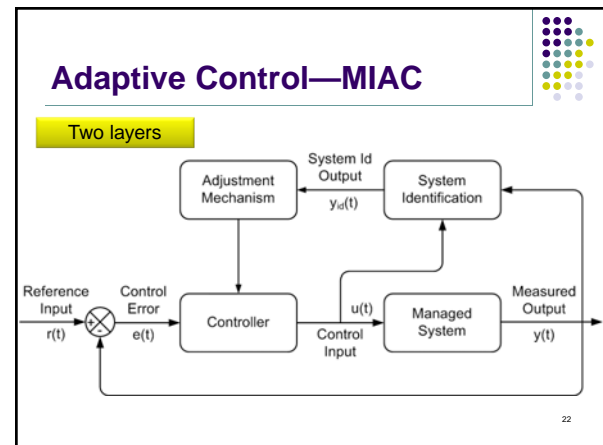 Adaptive Control—MIAC
Two layers
System Id
Output
y_id(t)
Adjustment
Mechanism
System
Identification
Reference
Input
r(t)
+
-
Control
Error
e(t)
Controller
u(t)
Control
Input
Managed
System
Measured
Output
y(t)
22